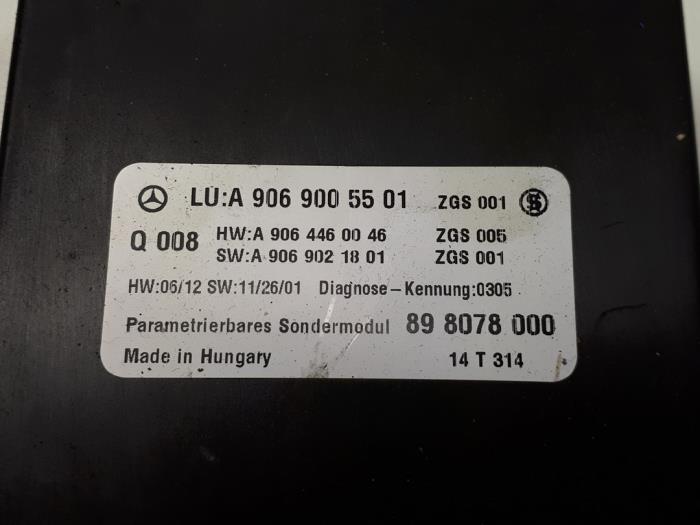 LU:A 906 900 55 01 ZGS 001
Q 008 HW:A 906 446 00 46 ZGS 005
SW:A 906 902 18 01 ZGS 001
HW:06/12 SW:11/26/01 Diagnose-Kennung:0305
Parametrierbares Sondermodul 89 8078 000
Made in Hungary 14 T 314